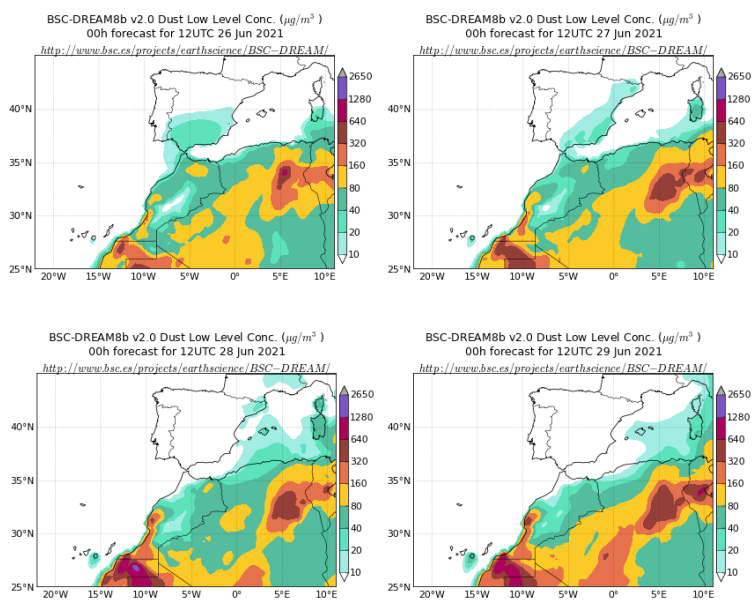 BSC-DREAM8b v2.0 Dust Low Level Conc. (μg/m³ )
00h forecast for 12UTC 26 Jun 2021
http://www.bsc.es/projects/earthscience/BSC−DREAM/
40°N
35°N
30°N
25°N
20°W 15°W 10°W 5°W 0°E 5°E 10°E
2650
1280
640
320
160
80
40
20
10
BSC-DREAM8b v2.0 Dust Low Level Conc. (μg/m³ )
00h forecast for 12UTC 27 Jun 2021
http://www.bsc.es/projects/earthscience/BSC−DREAM/
40°N
35°N
30°N
25°N
20°W 15°W 10°W 5°W 0°E 5°E 10°E
2650
1280
640
320
160
80
40
20
10
BSC-DREAM8b v2.0 Dust Low Level Conc. (μg/m³ )
00h forecast for 12UTC 28 Jun 2021
http://www.bsc.es/projects/earthscience/BSC−DREAM/
40°N
35°N
30°N
25°N
20°W 15°W 10°W 5°W 0°E 5°E 10°E
2650
1280
640
320
160
80
40
20
10
BSC-DREAM8b v2.0 Dust Low Level Conc. (μg/m³ )
00h forecast for 12UTC 29 Jun 2021
http://www.bsc.es/projects/earthscience/BSC−DREAM/
40°N
35°N
30°N
25°N
20°W 15°W 10°W 5°W 0°E 5°E 10°E
2650
1280
640
320
160
80
40
20
10